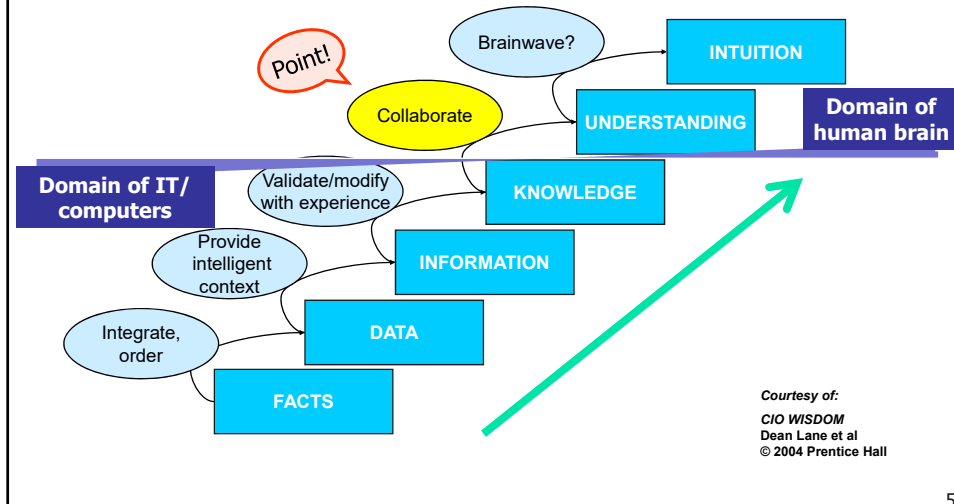 Point!
Brainwave?
INTUITION
Collaborate
UNDERSTANDING
Domain of
human brain
Domain of IT/
computers
Validate/modify
with experience
KNOWLEDGE
Provide
intelligent
context
INFORMATION
Integrate,
order
DATA
FACTS
Courtesy of:
CIO WISDOM
Dean Lane et al
© 2004 Prentice Hall
5